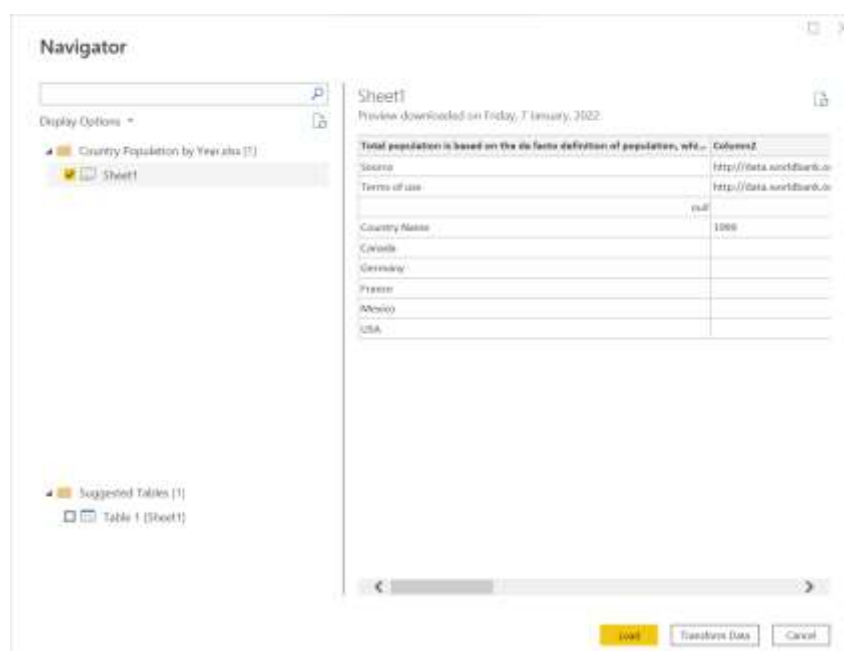 Navigator
Display Options
Country Population by Year.xlsx [1]
Sheet1
Suggested Tables [1]
Table 1 (Sheet1)
Sheet1
Preview downloaded on Friday, 7 January, 2022
Total population is based on the de facto definition of population, whi... Column2
Source http://data.worldbank.o
Terms of use http://data.worldbank.o
null
Country Name 1999
Canada
Germany
France
Mexico
USA
Load Transform Data Cancel